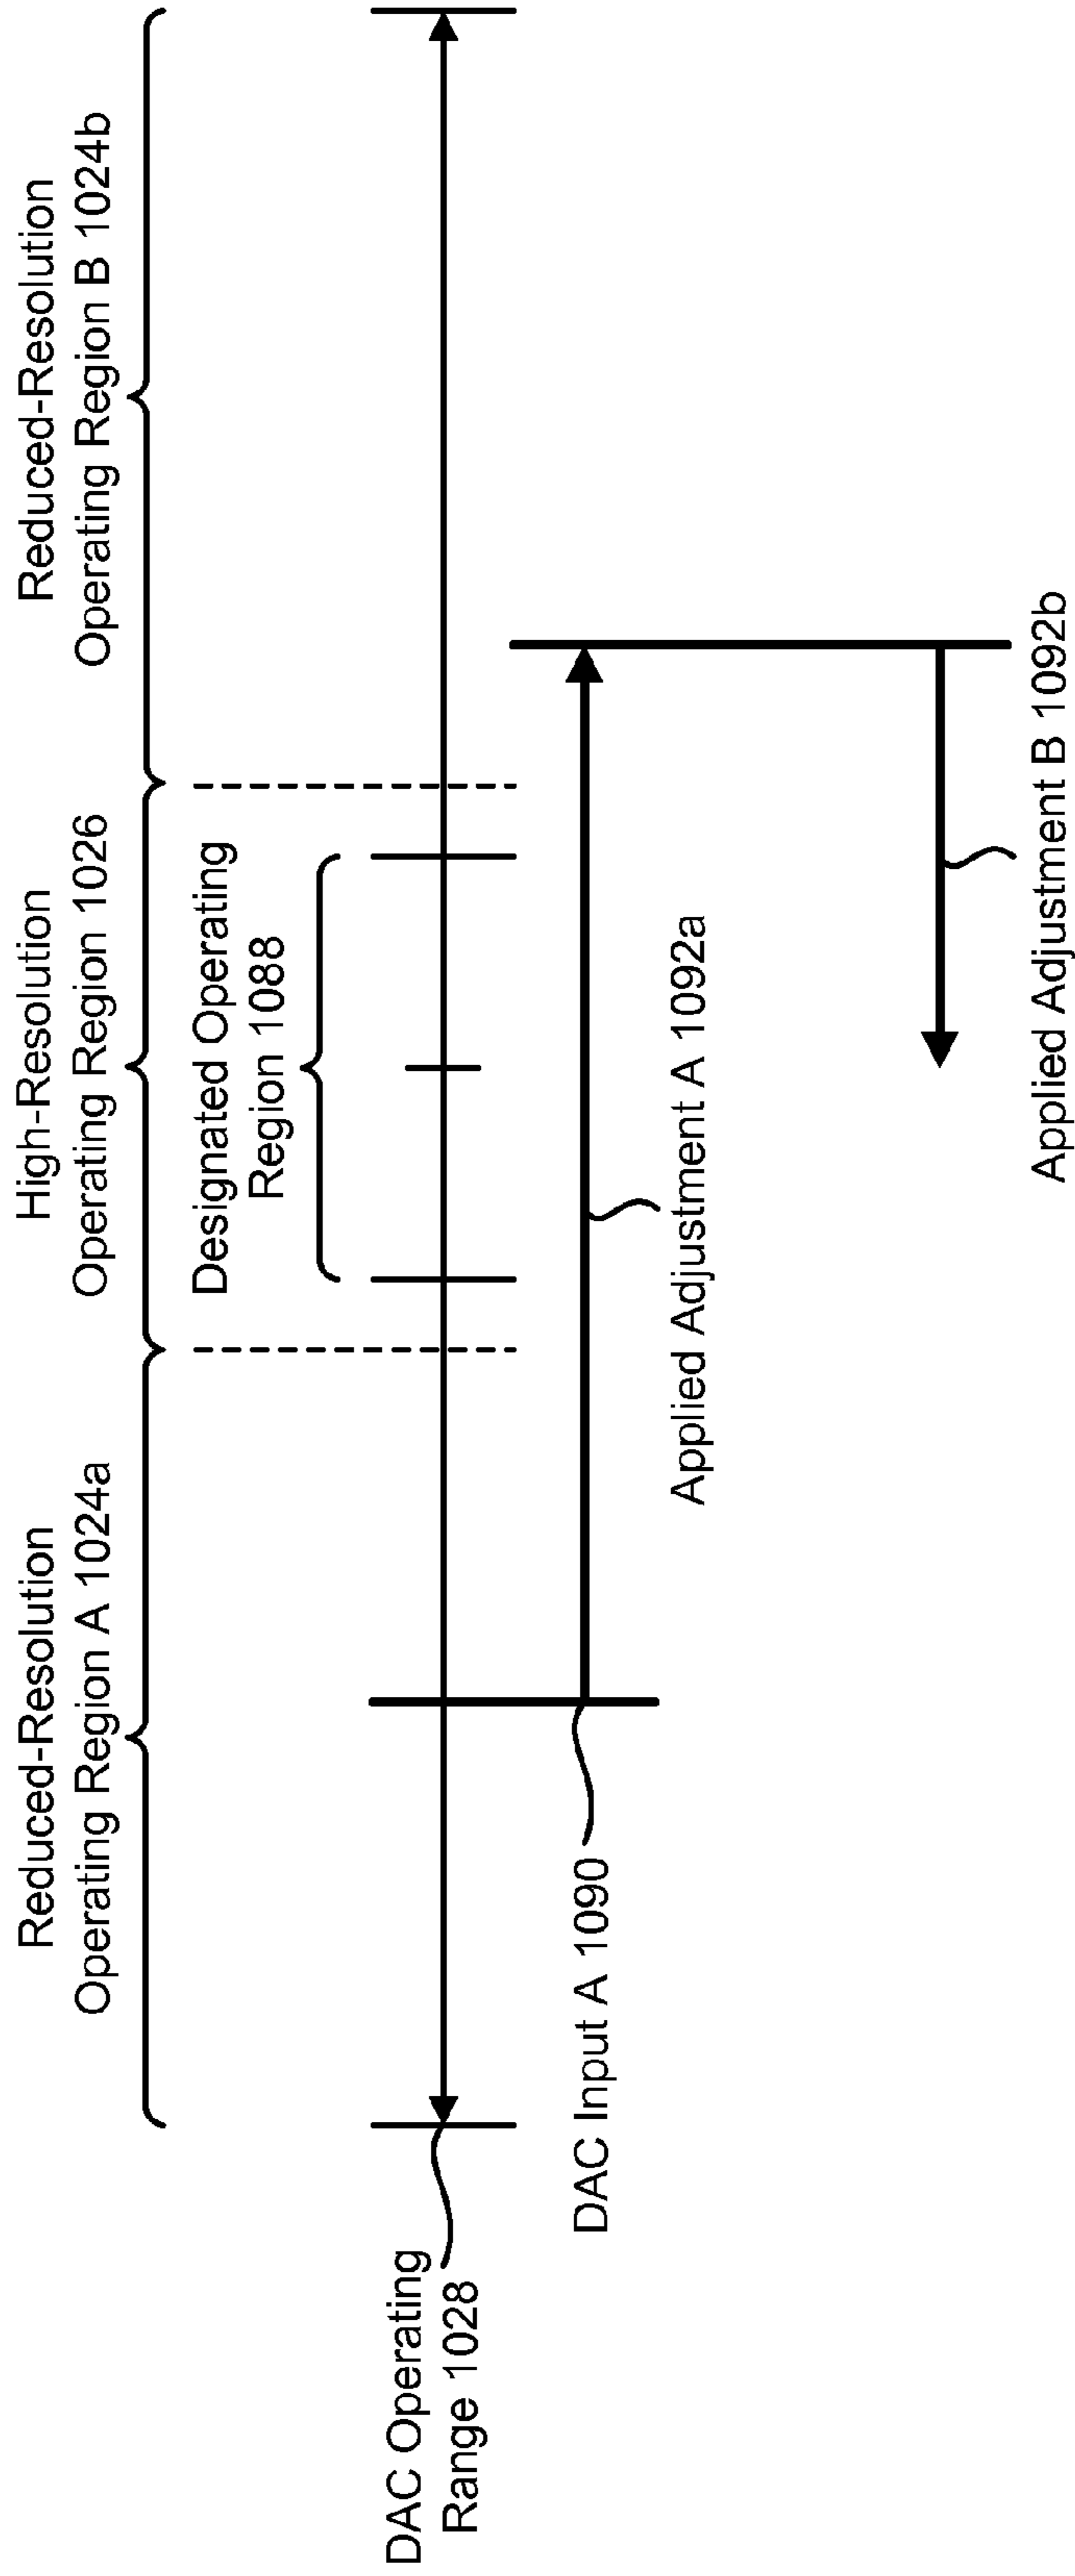 Reduced-Resolution
Operating Region A 1024a
High-Resolution
Operating Region 1026
Reduced-Resolution
Operating Region B 1024b
Designated Operating
Region 1088
DAC Operating
Range 1028
DAC Input A 1090
Applied Adjustment A 1092a
Applied Adjustment B 1092b